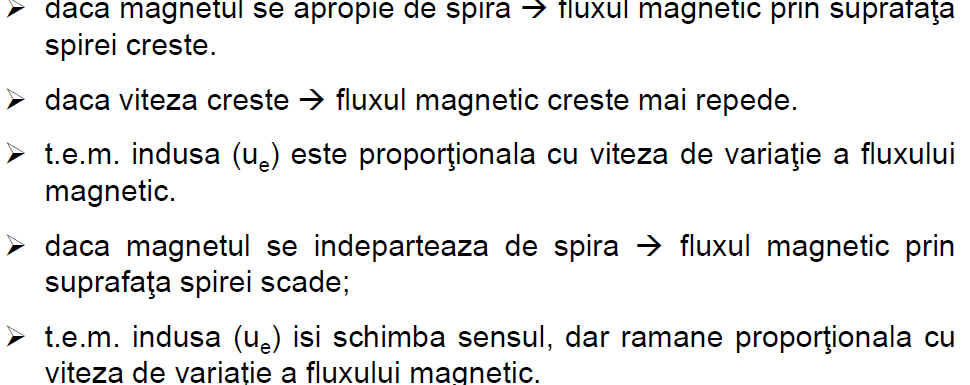 ➢ daca magnetul se apropie de spira → fluxul magnetic prin suprafaţa
spirei creste.
➢ daca viteza creste → fluxul magnetic creste mai repede.
➢ t.e.m. indusa (ue) este proporţionala cu viteza de variaţie a fluxului
magnetic.
➢ daca magnetul se indeparteaza de spira → fluxul magnetic prin
suprafaţa spirei scade;
➢ t.e.m. indusa (ue) isi schimba sensul, dar ramane proporţionala cu
viteza de variaţie a fluxului magnetic.